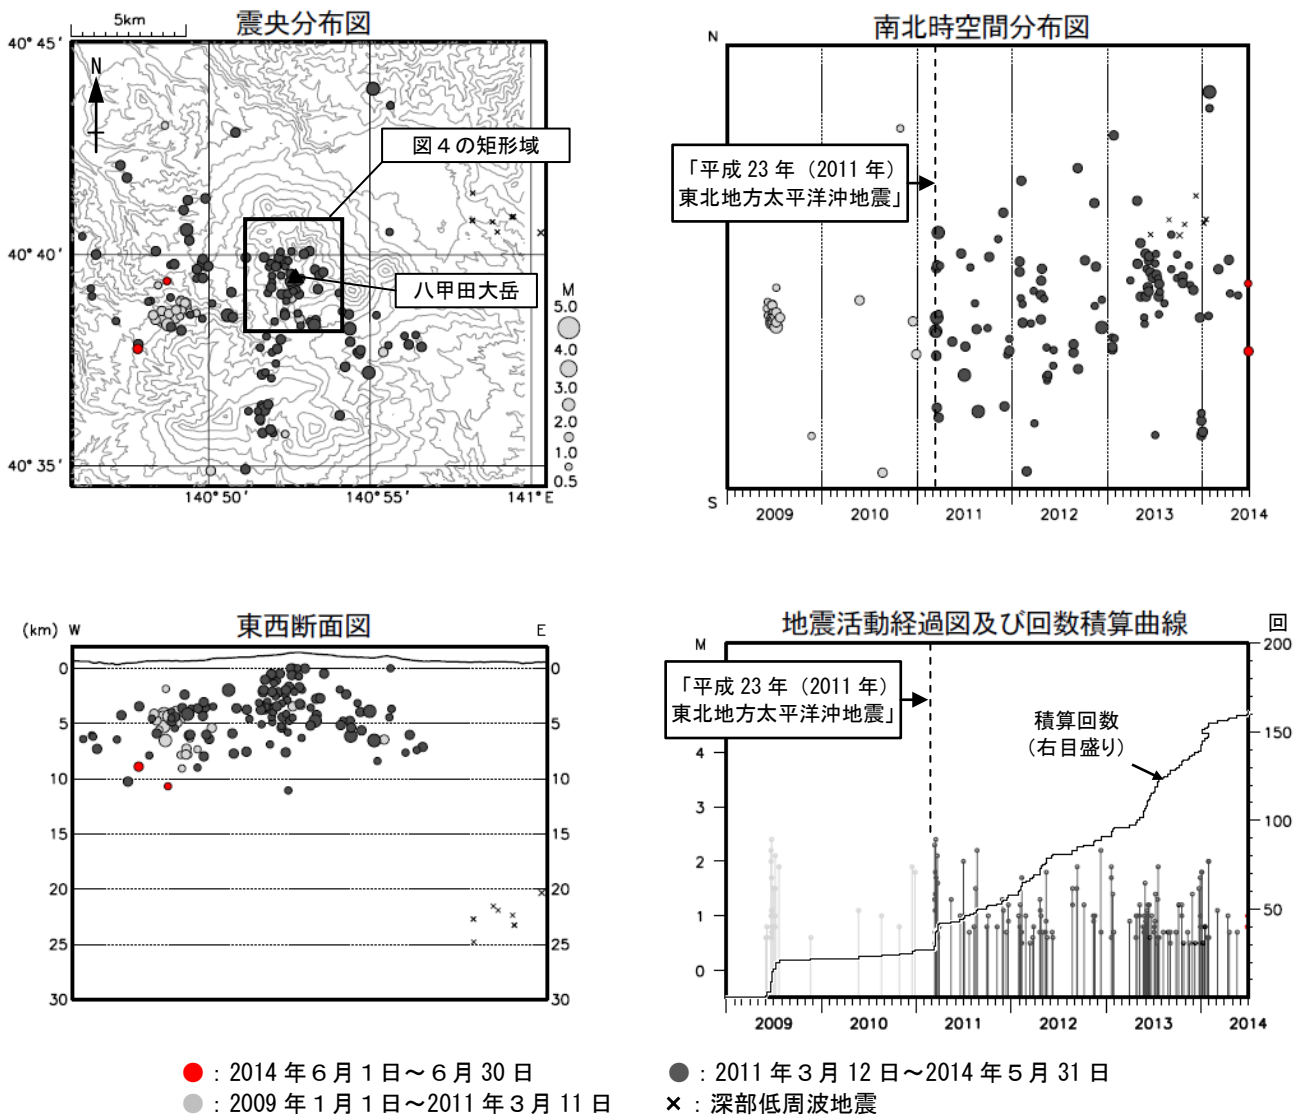 震央分布図
5km
40°45'
N
図４の矩形域
40°40'
八甲田大岳
M
5.0
4.0
3.0
2.0
1.0
0.5
40°35'
140°50'
140°55'
141°E
南北時空間分布図
N
「平成 23 年（2011 年）
東北地方太平洋沖地震」
S
2009
2010
2011
2012
2013
2014
東西断面図
(km) W
E
0
0
5
5
10
10
15
15
20
20
25
25
30
30
地震活動経過図及び回数積算曲線
M
回
200
「平成 23 年（2011 年）
東北地方太平洋沖地震」
積算回数
（右目盛り）
4
150
3
2
100
1
50
0
2009
2010
2011
2012
2013
2014
：2014 年６月１日～６月 30 日
：2011 年３月 12 日～2014 年５月 31 日
：2009 年１月１日～2011 年３月 11 日
×：深部低周波地震